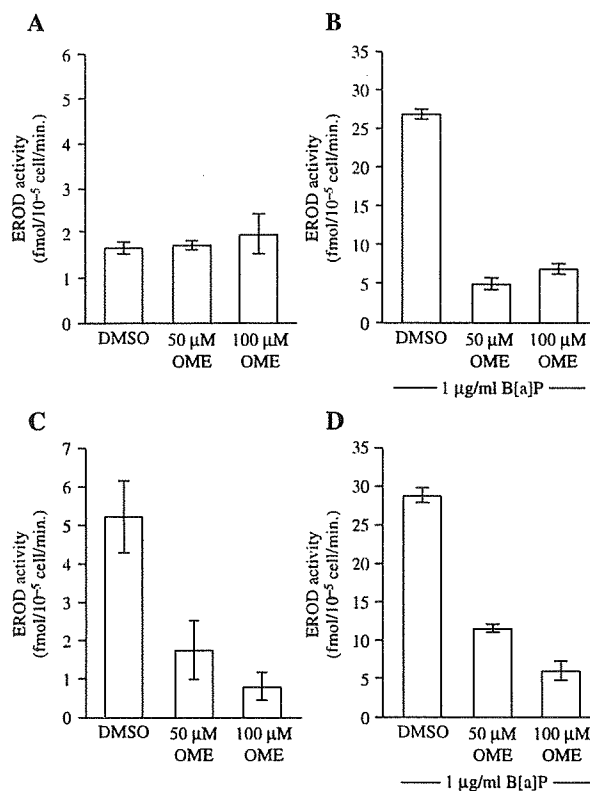 A
EROD activity
(fmol/10⁻⁵ cell/min.)
6
5
4
3
2
1
0
DMSO
50 μM
OME
100 μM
OME
B
EROD activity
(fmol/10⁻⁵ cell/min.)
35
30
25
20
15
10
5
0
DMSO
50 μM
OME
100 μM
OME
1 μg/ml B[a]P
C
EROD activity
(fmol/10⁻⁵ cell/min.)
7
6
5
4
3
2
1
0
DMSO
50 μM
OME
100 μM
OME
D
EROD activity
(fmol/10⁻⁵ cell/min.)
35
30
25
20
15
10
5
0
DMSO
50 μM
OME
100 μM
OME
1 μg/ml B[a]P